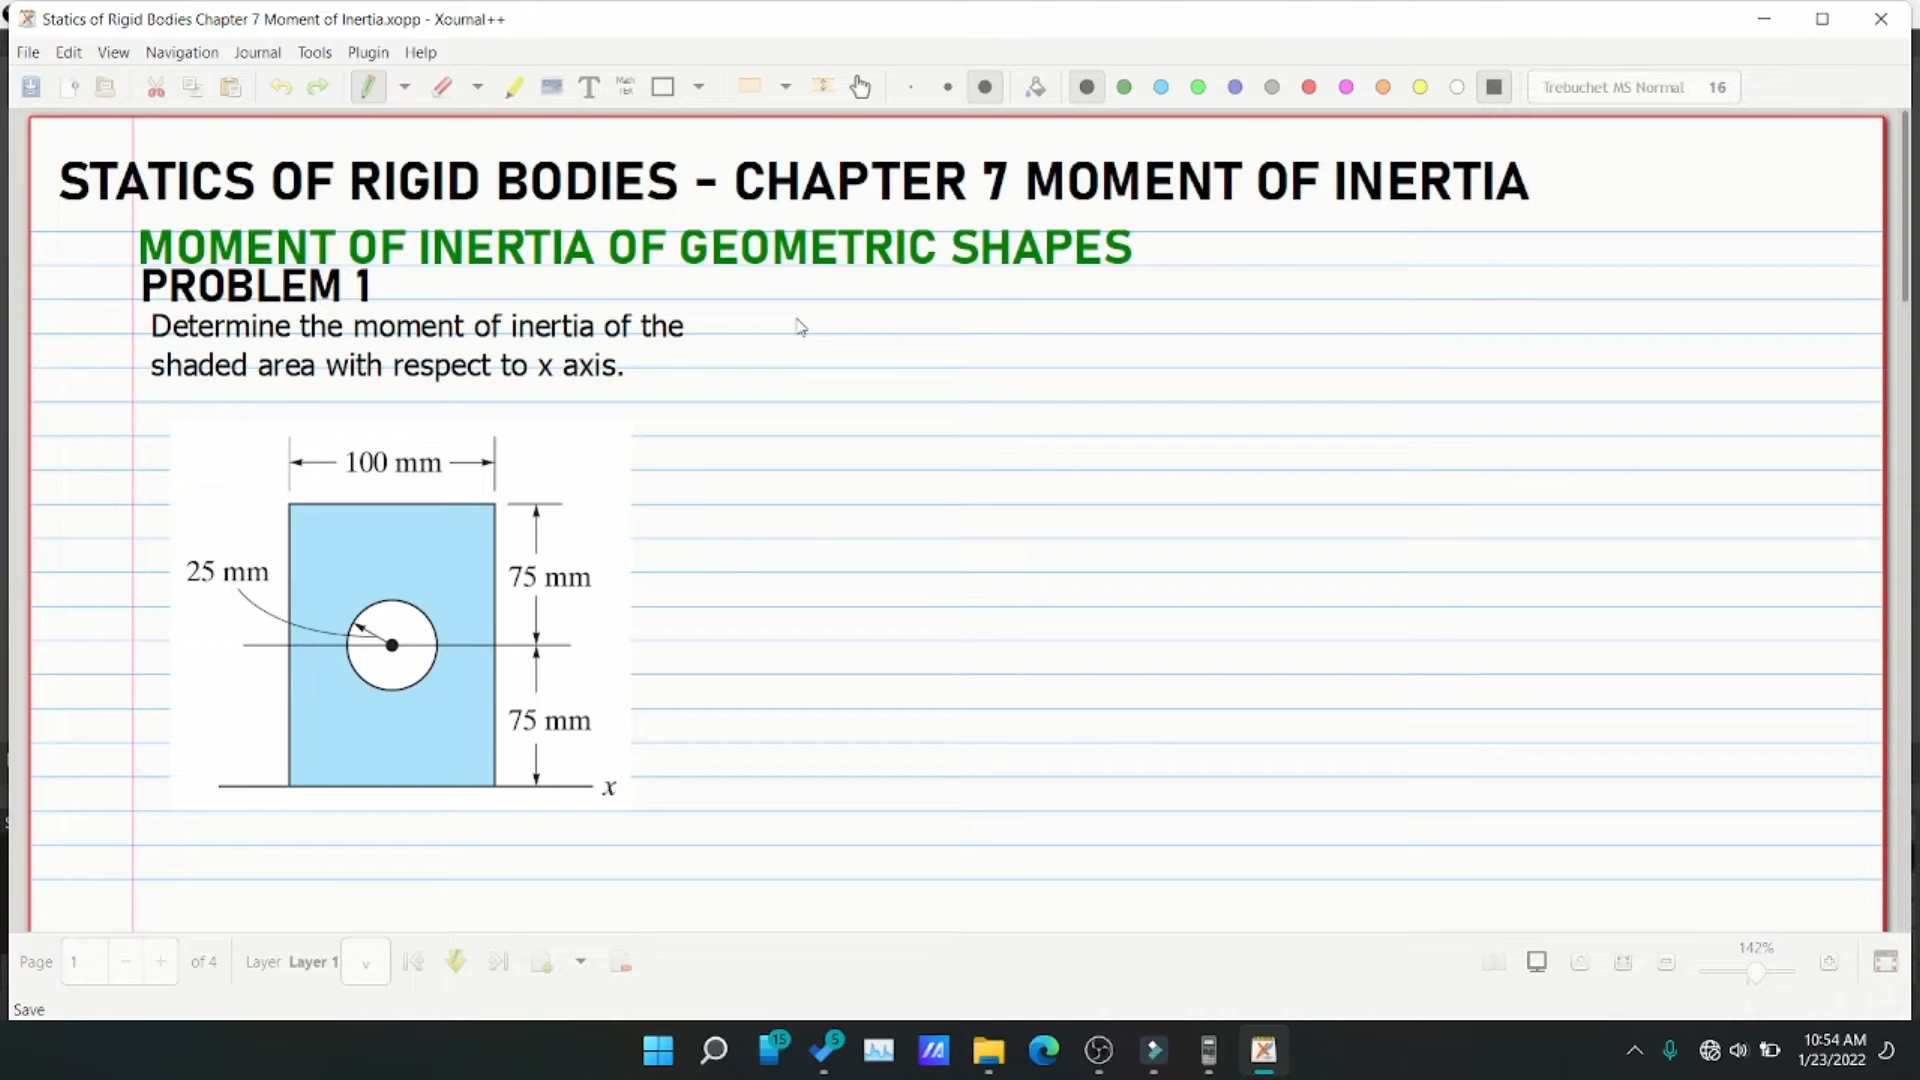 Statics of Rigid Bodies Chapter 7 Moment of Inertia.xopp - Xournal++
File Edit View Navigation Journal Tools Plugin Help
Trebuchet MS Normal 16
STATICS OF RIGID BODIES - CHAPTER 7 MOMENT OF INERTIA
MOMENT OF INERTIA OF GEOMETRIC SHAPES
PROBLEM 1
Determine the moment of inertia of the
shaded area with respect to x axis.
100 mm
25 mm
75 mm
75 mm
x
Page 1 of 4 Layer Layer 1
142%
Save
15
5
10:54 AM
1/23/2022